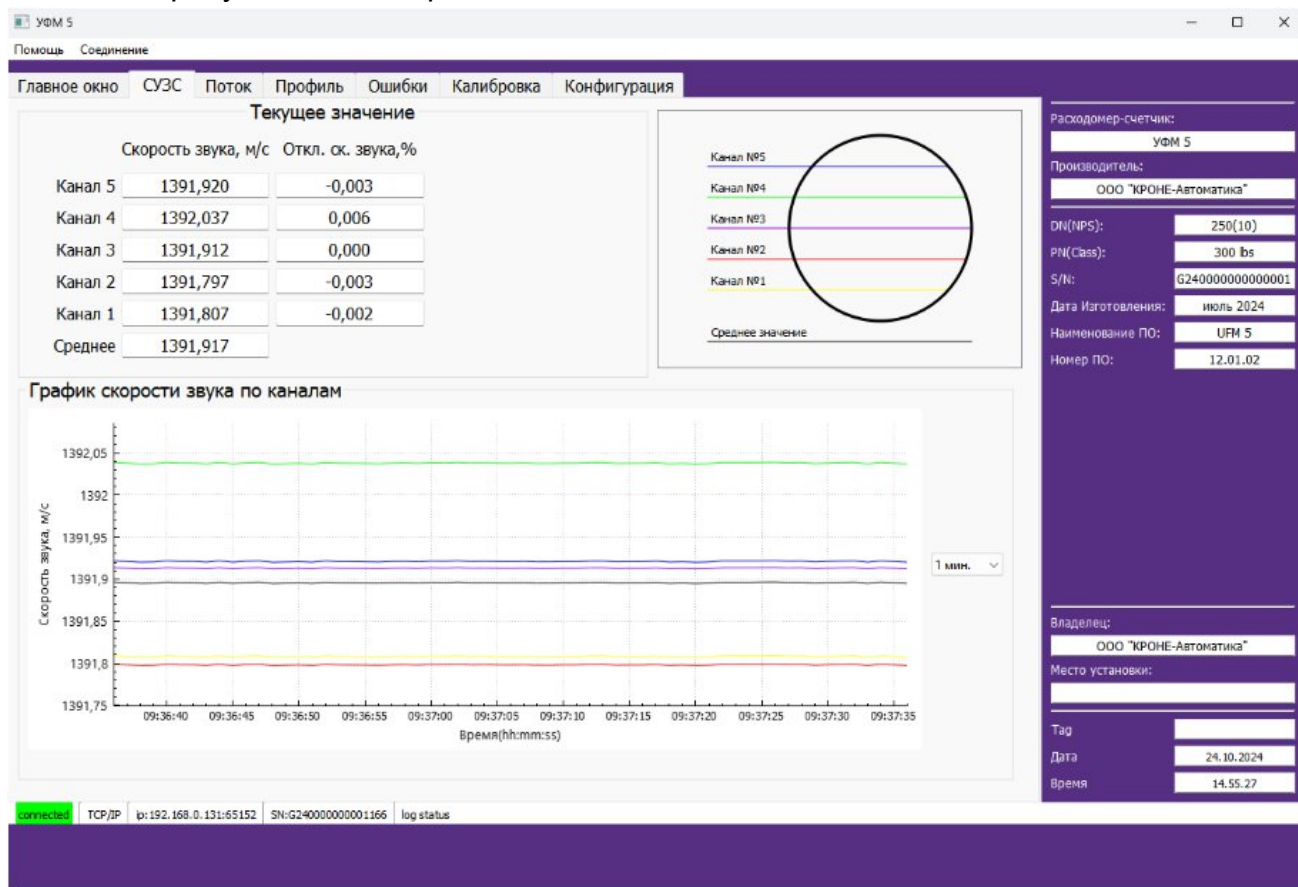 УФМ 5
Помощь Соединение
Главное окно СУЗС Поток Профиль Ошибки Калибровка Конфигурация
Текущее значение
Скорость звука, м/с Откл. ск. звука,%
Канал 5 1391,920 -0,003
Канал 4 1392,037 0,006
Канал 3 1391,912 0,000
Канал 2 1391,797 -0,003
Канал 1 1391,807 -0,002
Среднее 1391,917
Канал №5
Канал №4
Канал №3
Канал №2
Канал №1
Среднее значение
График скорости звука по каналам
Скорость звука, м/с
1392,05
1392
1391,95
1391,9
1391,85
1391,8
1391,75
09:36:40 09:36:45 09:36:50 09:36:55 09:37:00 09:37:05 09:37:10 09:37:15 09:37:20 09:37:25 09:37:30 09:37:35
Время(hh:mm:ss)
1 мин.
Расходомер-счетчик:
УФМ 5
Производитель:
ООО "КРОНЕ-Автоматика"
DN(NPS): 250(10)
PN(Class): 300 lbs
S/N: G240000000000001
Дата Изготовления: июль 2024
Наименование ПО: UFM 5
Номер ПО: 12.01.02
Владелец:
ООО "КРОНЕ-Автоматика"
Место установки:
Tag
Дата 24.10.2024
Время 14.55.27
connected TCP/IP ip:192.168.0.131:65152 SN:G240000000001166 log status